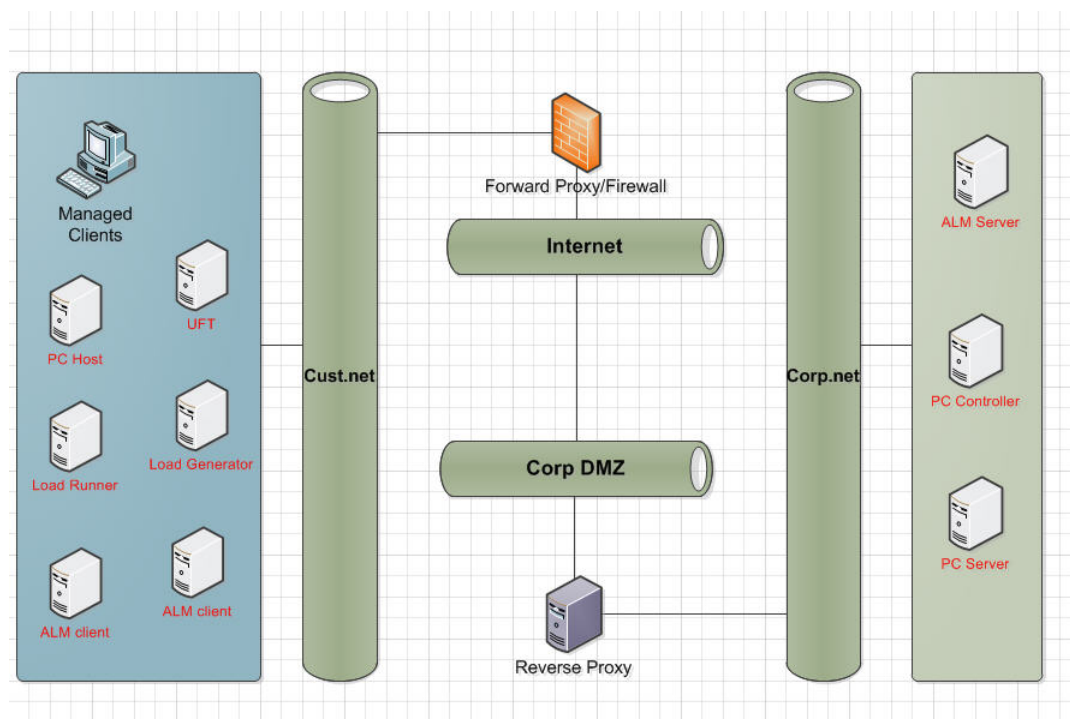 Managed
Clients
UFT
PC Host
Load Generator
Load Runner
ALM client
ALM client
Cust.net
Forward Proxy/Firewall
Internet
Corp DMZ
Reverse Proxy
Corp.net
ALM Server
PC Controller
PC Server